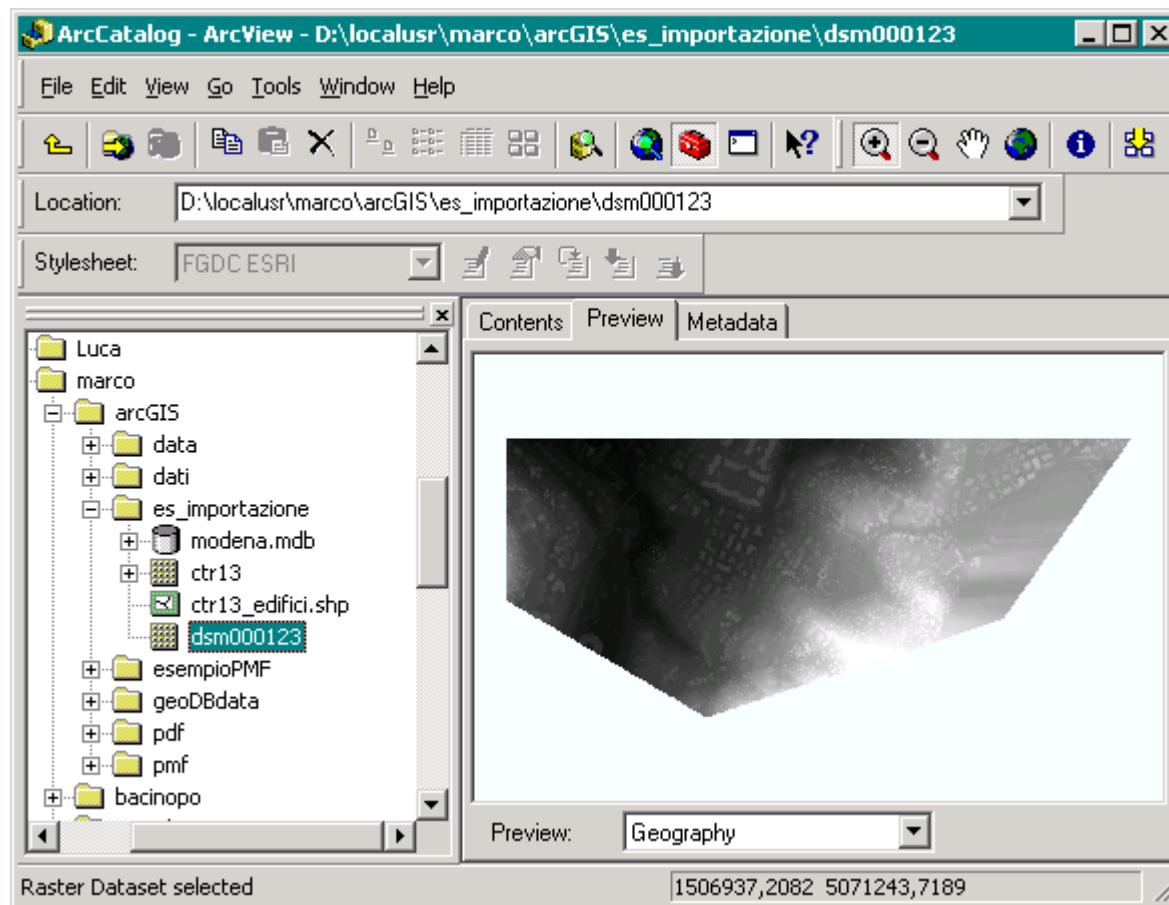 ArcCatalog - ArcView - D:\localusr\marco\arcGIS\es_importazione\dsm000123
File Edit View Go Tools Window Help
Location: D:\localusr\marco\arcGIS\es_importazione\dsm000123
Stylesheet: FGDC ESRI
Luca
marco
arcGIS
data
dati
es_importazione
modena.mdb
ctr13
ctr13_edifici.shp
dsm000123
esempioPMF
geoDBdata
pdf
pmf
bacinopo
Contents Preview Metadata
Preview: Geography
Raster Dataset selected 1506937,2082 5071243,7189